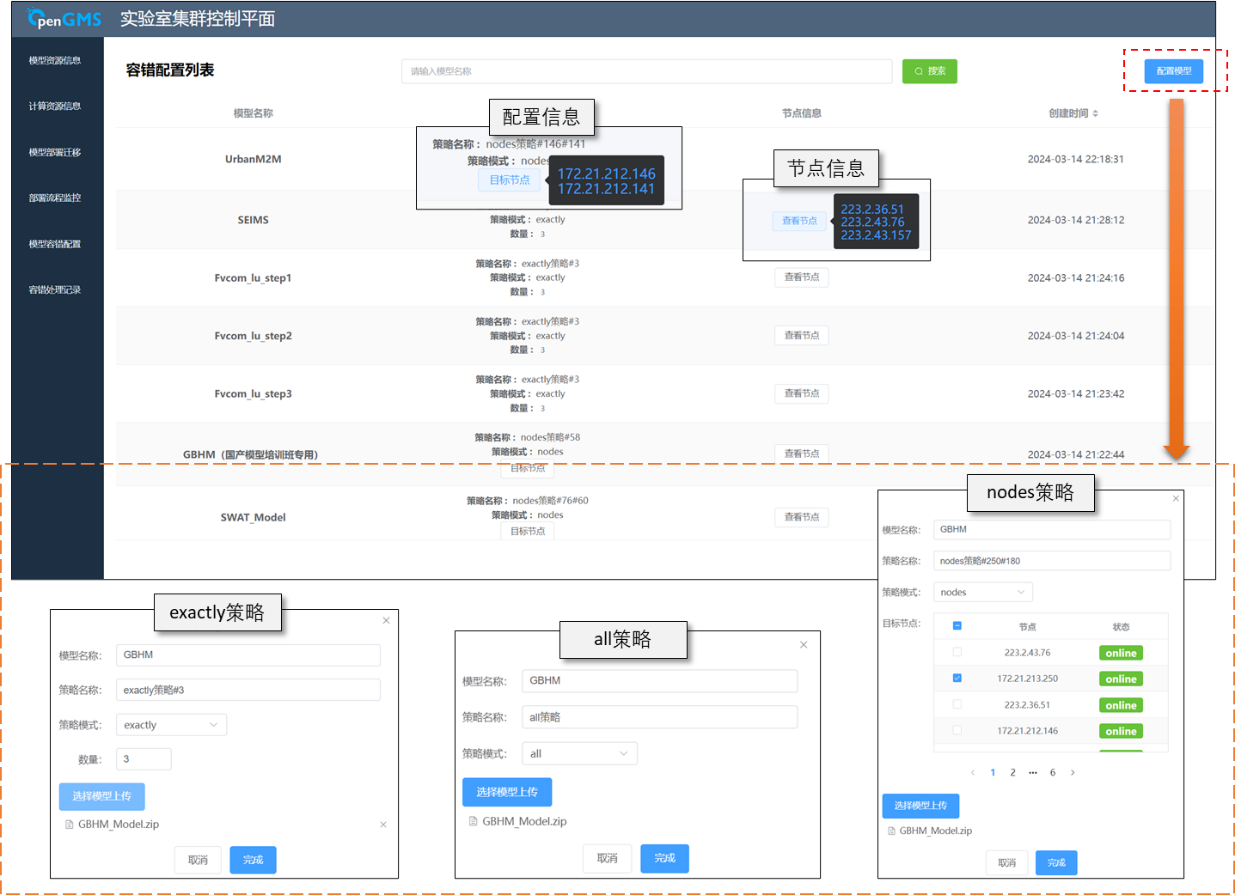 OpenGMS 实验室集群控制平面
模型资源信息
计算资源信息
模型部署迁移
部署流程监控
模型容错配置
容错处理记录
容错配置列表
请输入模型名称
搜索
配置模型
模型名称
节点信息
创建时间
配置信息
节点信息
UrbanM2M
策略名称：nodes策略#146#141
策略模式：nodes
目标节点
172.21.212.146
172.21.212.141
2024-03-14 22:18:31
SEIMS
策略模式：exactly
数量：3
查看节点
223.2.36.51
223.2.43.76
223.2.43.157
2024-03-14 21:28:12
Fvcom_lu_step1
策略名称：exactly策略#3
策略模式：exactly
数量：3
查看节点
2024-03-14 21:24:16
Fvcom_lu_step2
策略名称：exactly策略#3
策略模式：exactly
数量：3
查看节点
2024-03-14 21:24:04
Fvcom_lu_step3
策略名称：exactly策略#3
策略模式：exactly
数量：3
查看节点
2024-03-14 21:23:42
GBHM（国产模型培训班专用）
策略名称：nodes策略#58
策略模式：nodes
目标节点
查看节点
2024-03-14 21:22:44
SWAT_Model
策略名称：nodes策略#76#60
策略模式：nodes
目标节点
查看节点
exactly策略
模型名称: GBHM
策略名称: exactly策略#3
策略模式: exactly
数量: 3
选择模型上传
GBHM_Model.zip
取消 完成
all策略
模型名称: GBHM
策略名称: all策略
策略模式: all
选择模型上传
GBHM_Model.zip
取消 完成
nodes策略
模型名称: GBHM
策略名称: nodes策略#250#180
策略模式: nodes
目标节点: 节点 状态
223.2.43.76 online
172.21.213.250 online
223.2.36.51 online
172.21.212.146 online
1 2 ••• 6
选择模型上传
GBHM_Model.zip
取消 完成